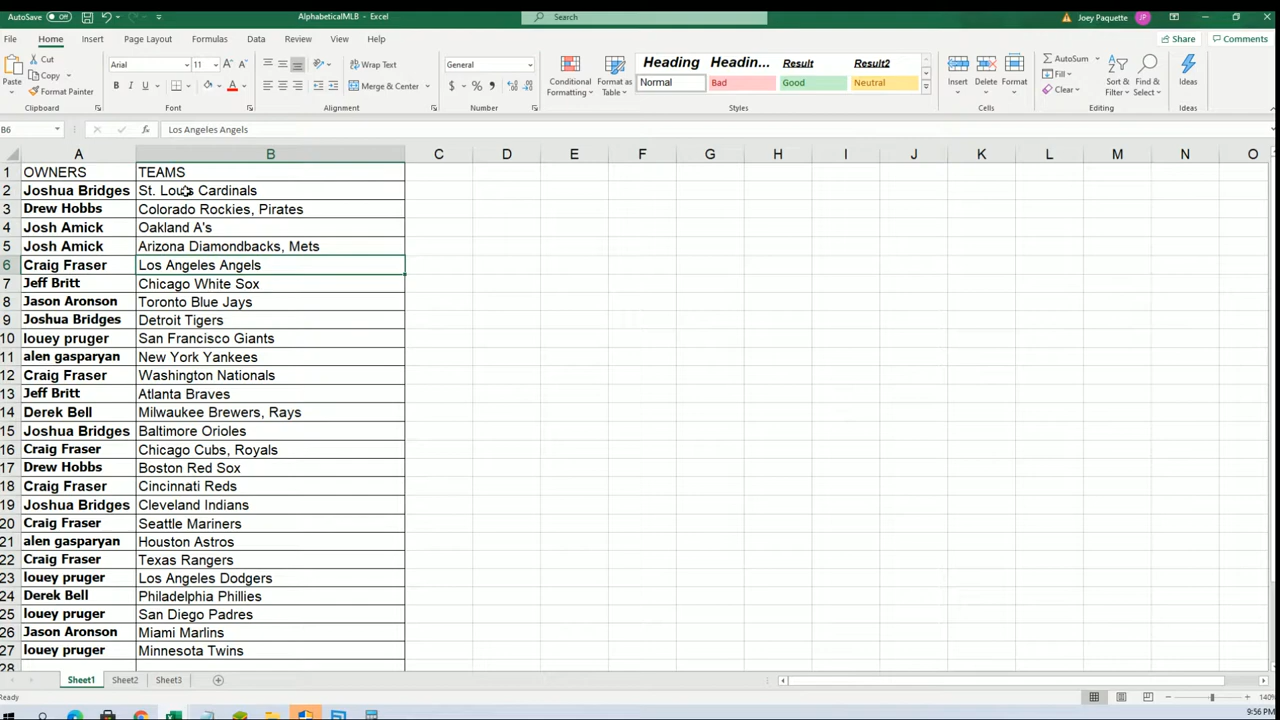 AutoSave Off AlphabeticalMLB - Excel Search Joey Paquette JP
File Home Insert Page Layout Formulas Data Review View Help Share Comments
Paste Cut Copy Format Painter Clipboard
Arial 11 A A B I U A Font
Wrap Text Merge & Center Alignment
General $ % , Number
Conditional Formatting Format as Table
Heading Headin... Result Result2
Normal Bad Good Neutral
Styles
Insert Delete Format Cells
AutoSum Fill Clear Sort & Filter Find & Select Editing
Ideas Ideas
B6 fx Los Angeles Angels
A B C D E F G H I J K L M N O
1 OWNERS TEAMS
2 Joshua Bridges St. Louis Cardinals
3 Drew Hobbs Colorado Rockies, Pirates
4 Josh Amick Oakland A's
5 Josh Amick Arizona Diamondbacks, Mets
6 Craig Fraser Los Angeles Angels
7 Jeff Britt Chicago White Sox
8 Jason Aronson Toronto Blue Jays
9 Joshua Bridges Detroit Tigers
10 louey pruger San Francisco Giants
11 alen gasparyan New York Yankees
12 Craig Fraser Washington Nationals
13 Jeff Britt Atlanta Braves
14 Derek Bell Milwaukee Brewers, Rays
15 Joshua Bridges Baltimore Orioles
16 Craig Fraser Chicago Cubs, Royals
17 Drew Hobbs Boston Red Sox
18 Craig Fraser Cincinnati Reds
19 Joshua Bridges Cleveland Indians
20 Craig Fraser Seattle Mariners
21 alen gasparyan Houston Astros
22 Craig Fraser Texas Rangers
23 louey pruger Los Angeles Dodgers
24 Derek Bell Philadelphia Phillies
25 louey pruger San Diego Padres
26 Jason Aronson Miami Marlins
27 louey pruger Minnesota Twins
28
Sheet1 Sheet2 Sheet3
Ready 140%
9:56 PM